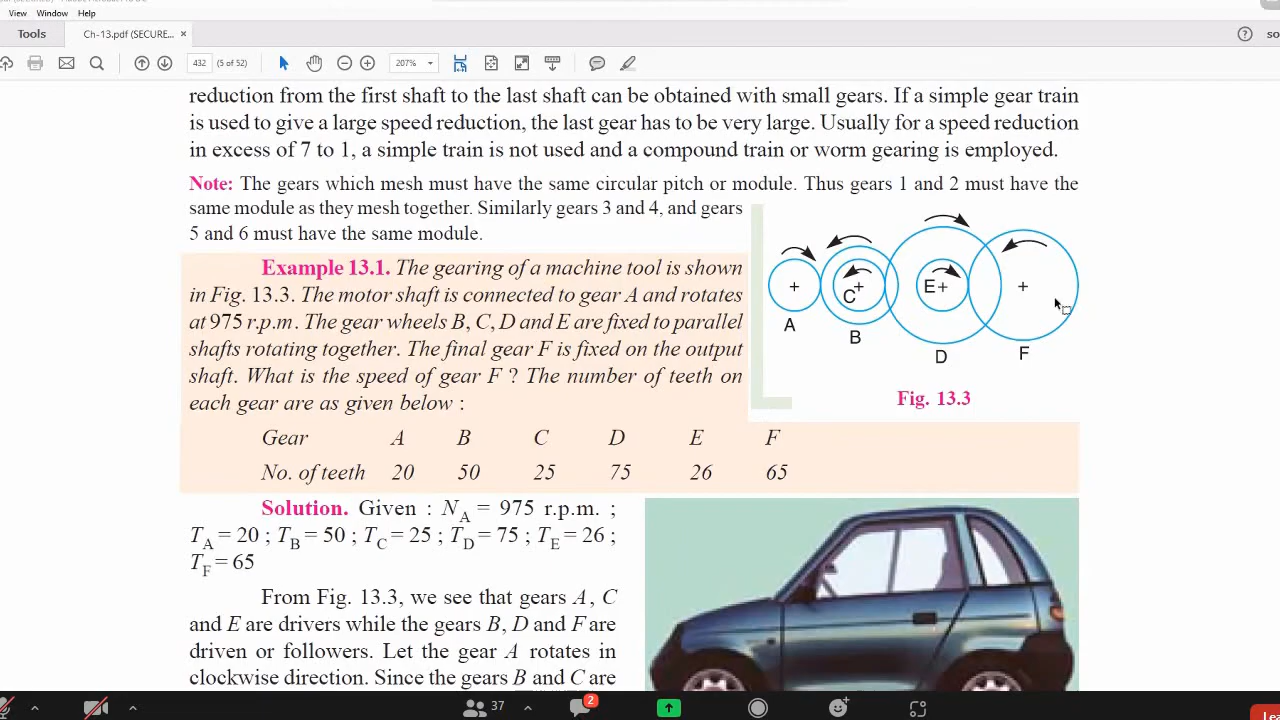 View Window Help
Tools
Ch-13.pdf (SECURE... ×
432 (5 of 52)
207%
reduction from the first shaft to the last shaft can be obtained with small gears. If a simple gear train
is used to give a large speed reduction, the last gear has to be very large. Usually for a speed reduction
in excess of 7 to 1, a simple train is not used and a compound train or worm gearing is employed.
Note: The gears which mesh must have the same circular pitch or module. Thus gears 1 and 2 must have the
same module as they mesh together. Similarly gears 3 and 4, and gears
5 and 6 must have the same module.
Example 13.1. The gearing of a machine tool is shown
in Fig. 13.3. The motor shaft is connected to gear A and rotates
at 975 r.p.m. The gear wheels B, C, D and E are fixed to parallel
shafts rotating together. The final gear F is fixed on the output
shaft. What is the speed of gear F ? The number of teeth on
each gear are as given below :
C E
A B D F
Fig. 13.3
Gear A B C D E F
No. of teeth 20 50 25 75 26 65
Solution. Given : NA = 975 r.p.m. ;
TA = 20 ; TB = 50 ; TC = 25 ; TD = 75 ; TE = 26 ;
TF = 65
From Fig. 13.3, we see that gears A, C
and E are drivers while the gears B, D and F are
driven or followers. Let the gear A rotates in
clockwise direction. Since the gears B and C are
37
2